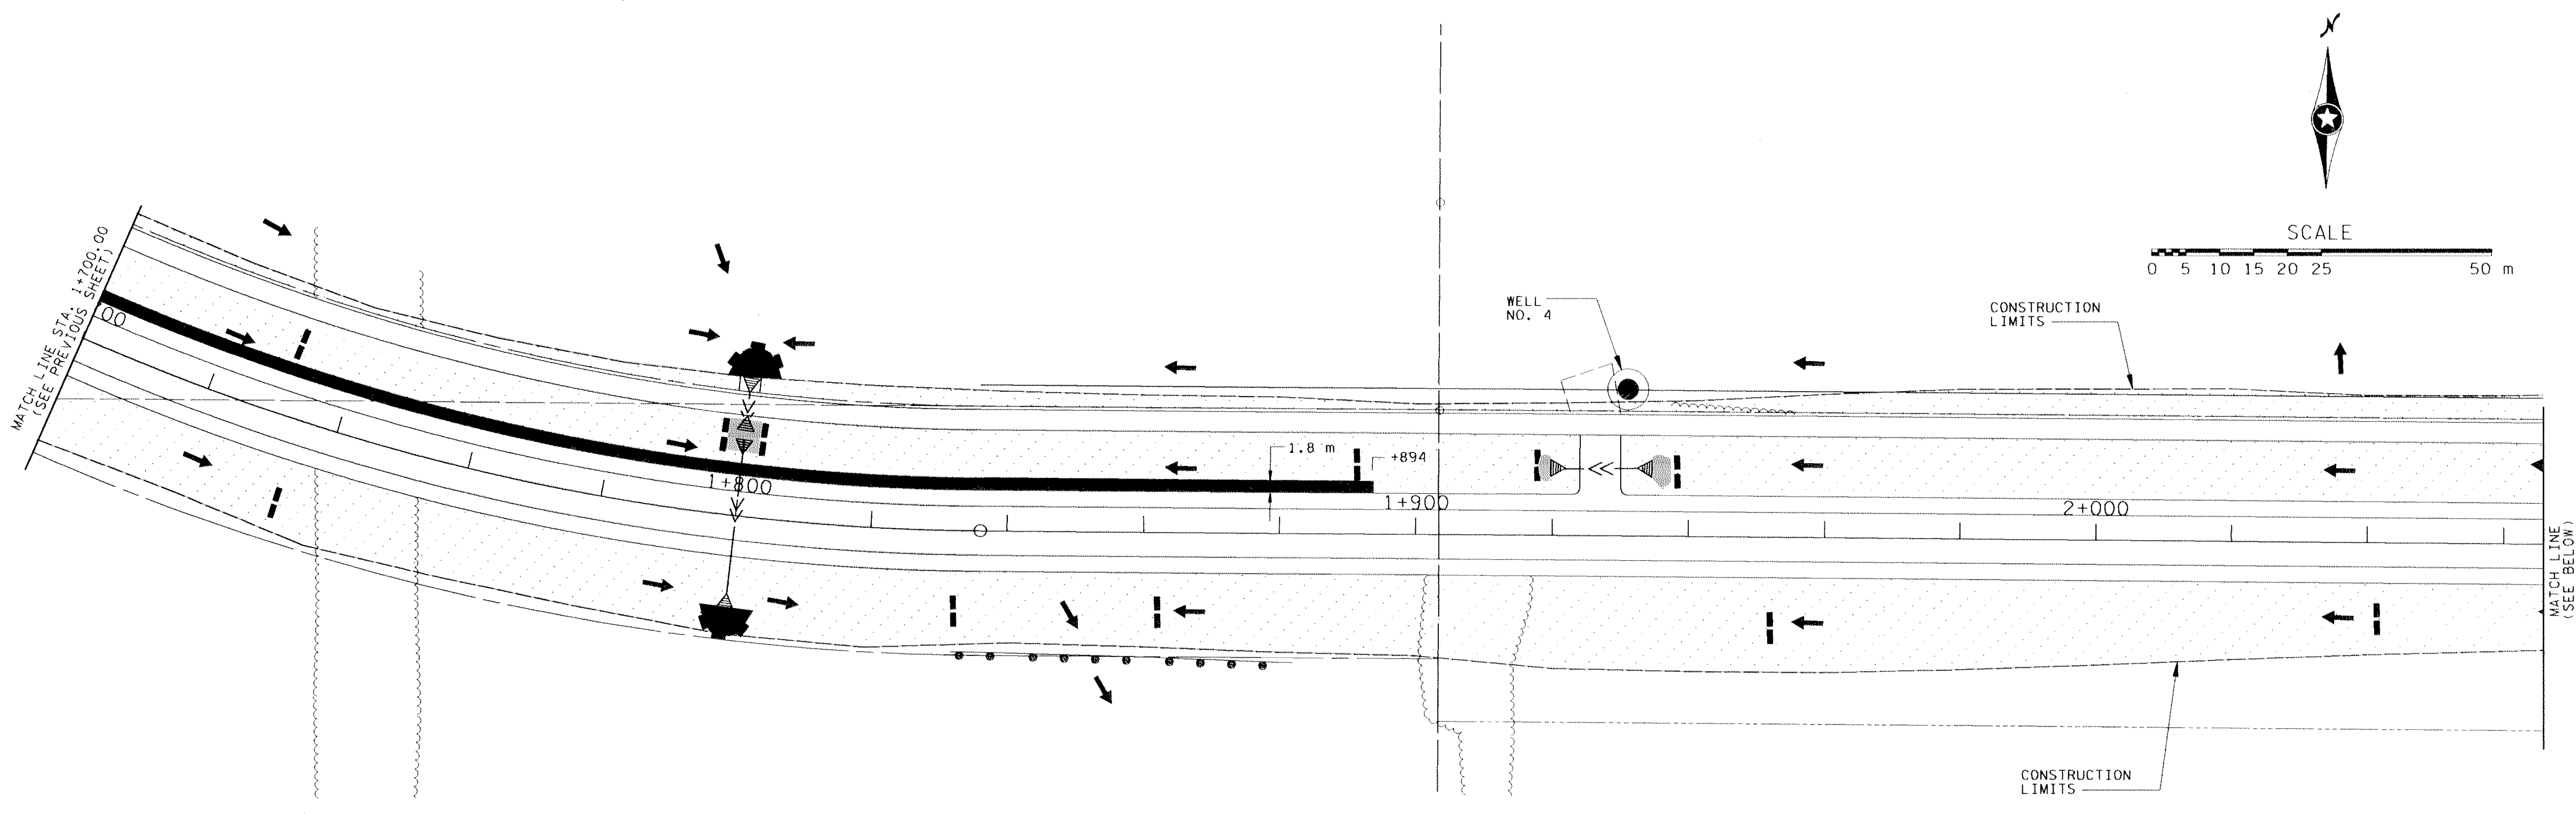 N
SCALE
0 5 10 15 20 25 50 m
MATCH LINE STA. 1+700.00
(SEE PREVIOUS SHEET)
00
WELL
NO. 4
CONSTRUCTION
LIMITS
1.8 m
+894
1+800
1+900
2+000
MATCH LINE
(SEE BELOW)
CONSTRUCTION
LIMITS